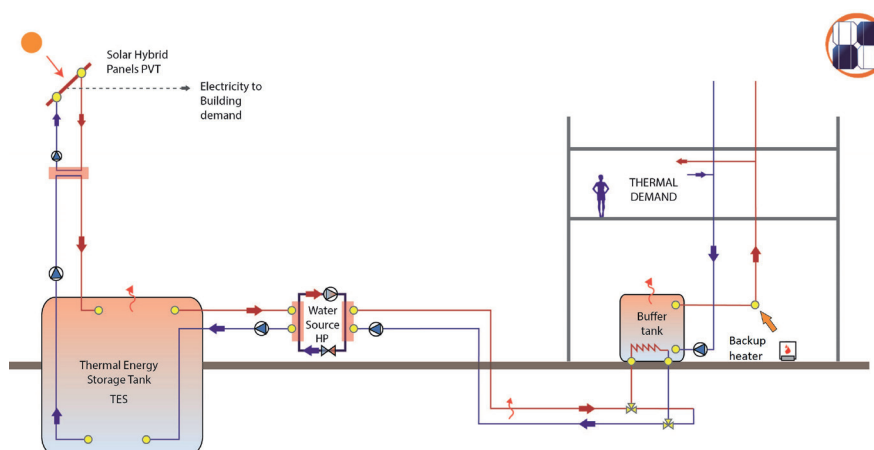 Solar Hybrid
Panels PVT
Electricity to
Building
demand
THERMAL
DEMAND
Water
Source
HP
Buffer
tank
Backup
heater
Thermal Energy
Storage Tank
TES